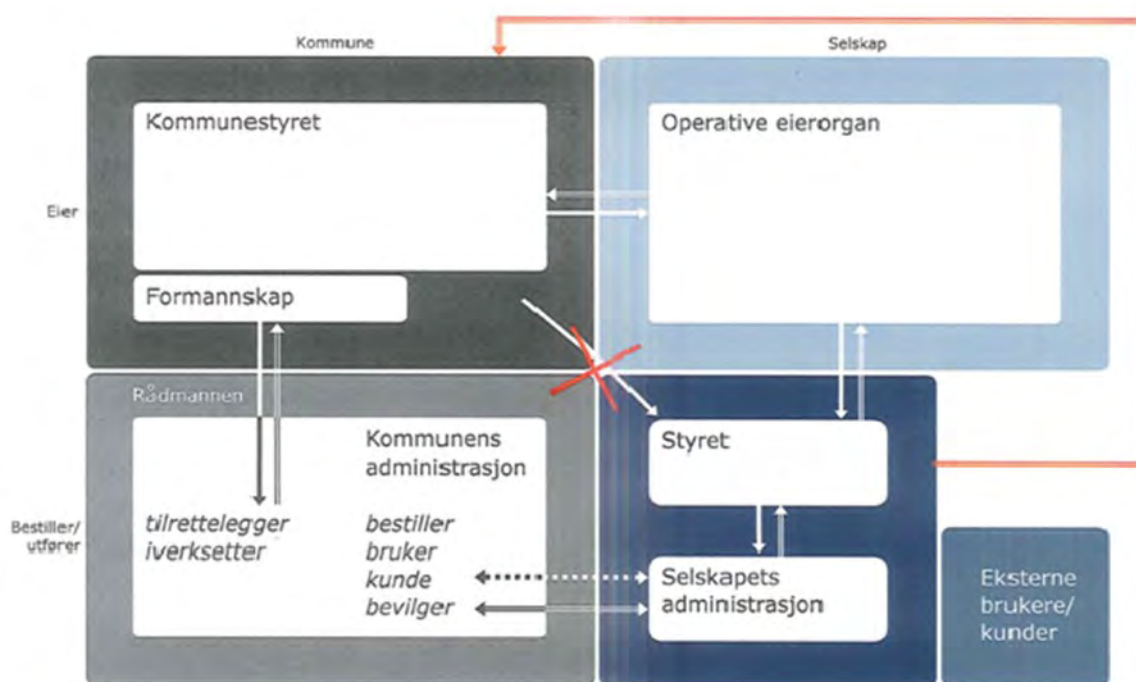 Kommune
Selskap
Kommunestyret
Operative eierorgan
Eier
Formannskap
Rådmannen
Kommunens
administrasjon
Styret
Bestiller/
utfører
tilrettelegger
iverksetter
bestiller
bruker
kunde
bevilger
Selskapets
administrasjon
Eksterne
brukere/
kunder